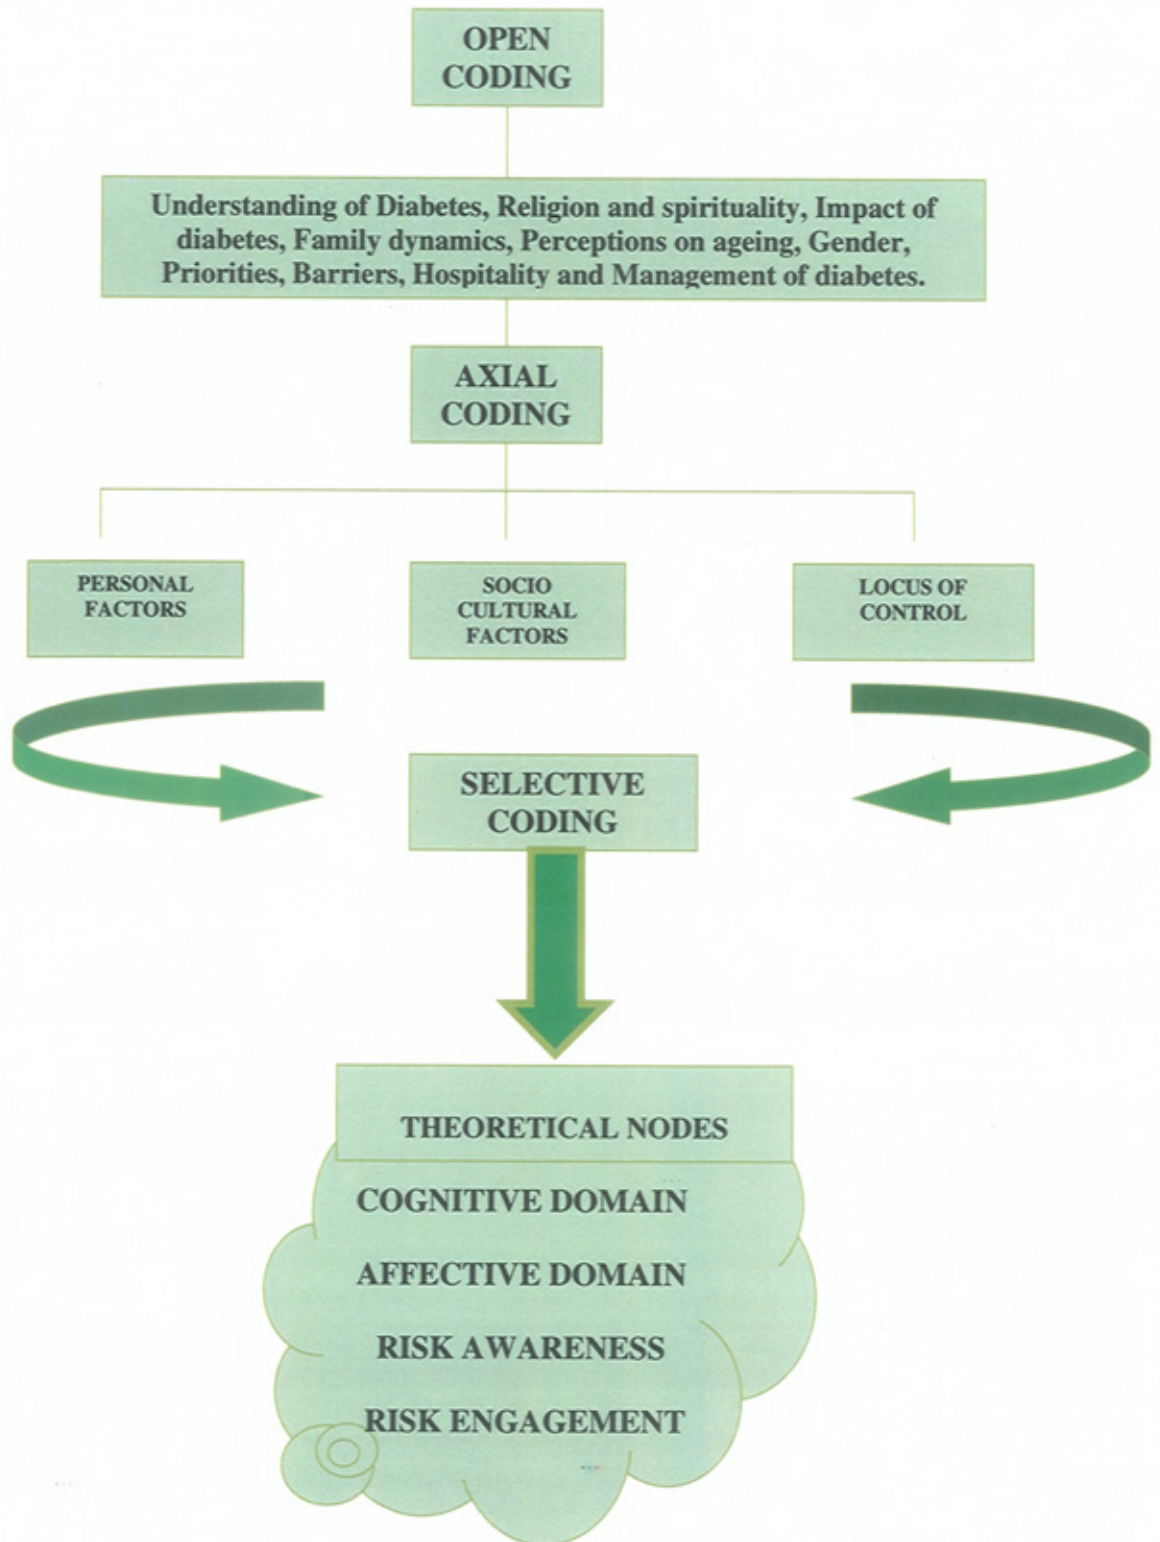 OPEN
CODING
Understanding of Diabetes, Religion and spirituality, Impact of
diabetes, Family dynamics, Perceptions on ageing, Gender,
Priorities, Barriers, Hospitality and Management of diabetes.
AXIAL
CODING
PERSONAL
FACTORS
SOCIO
CULTURAL
FACTORS
LOCUS OF
CONTROL
SELECTIVE
CODING
THEORETICAL NODES
COGNITIVE DOMAIN
AFFECTIVE DOMAIN
RISK AWARENESS
RISK ENGAGEMENT